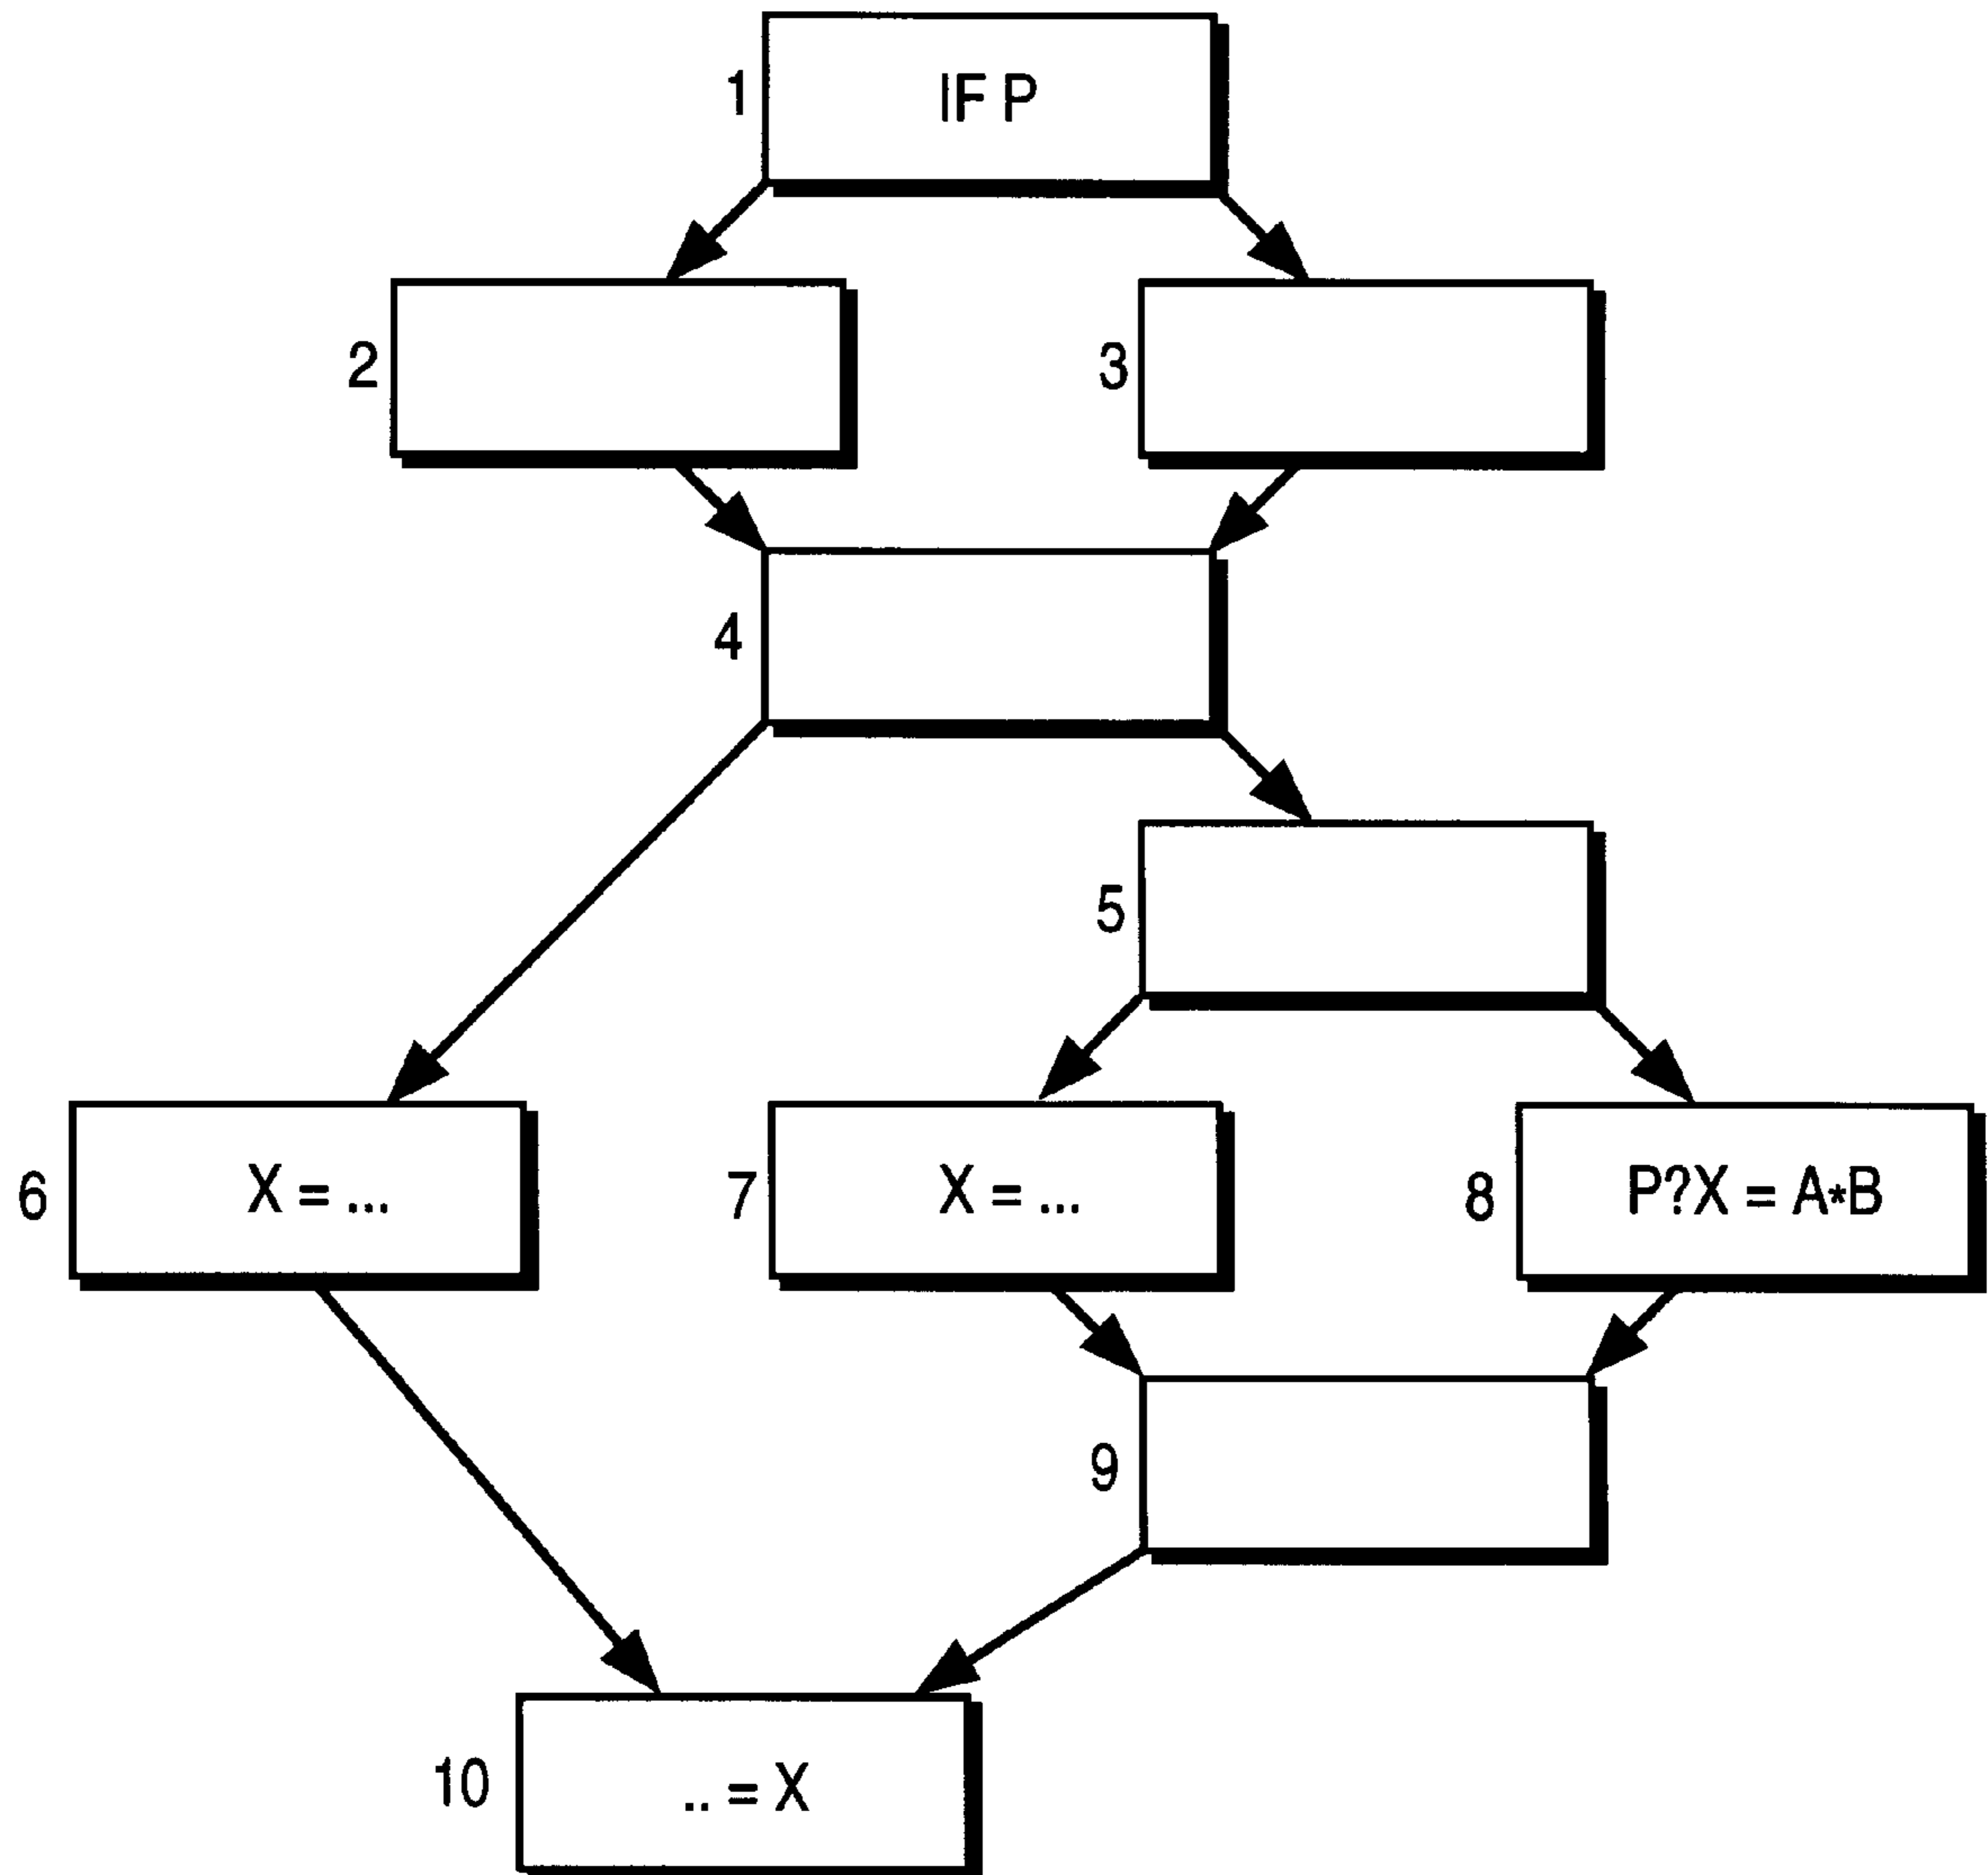 1 IF P
2
3
4
5
6 X = ...
7 X = ...
8 P?X = A*B
9
10 .. = X